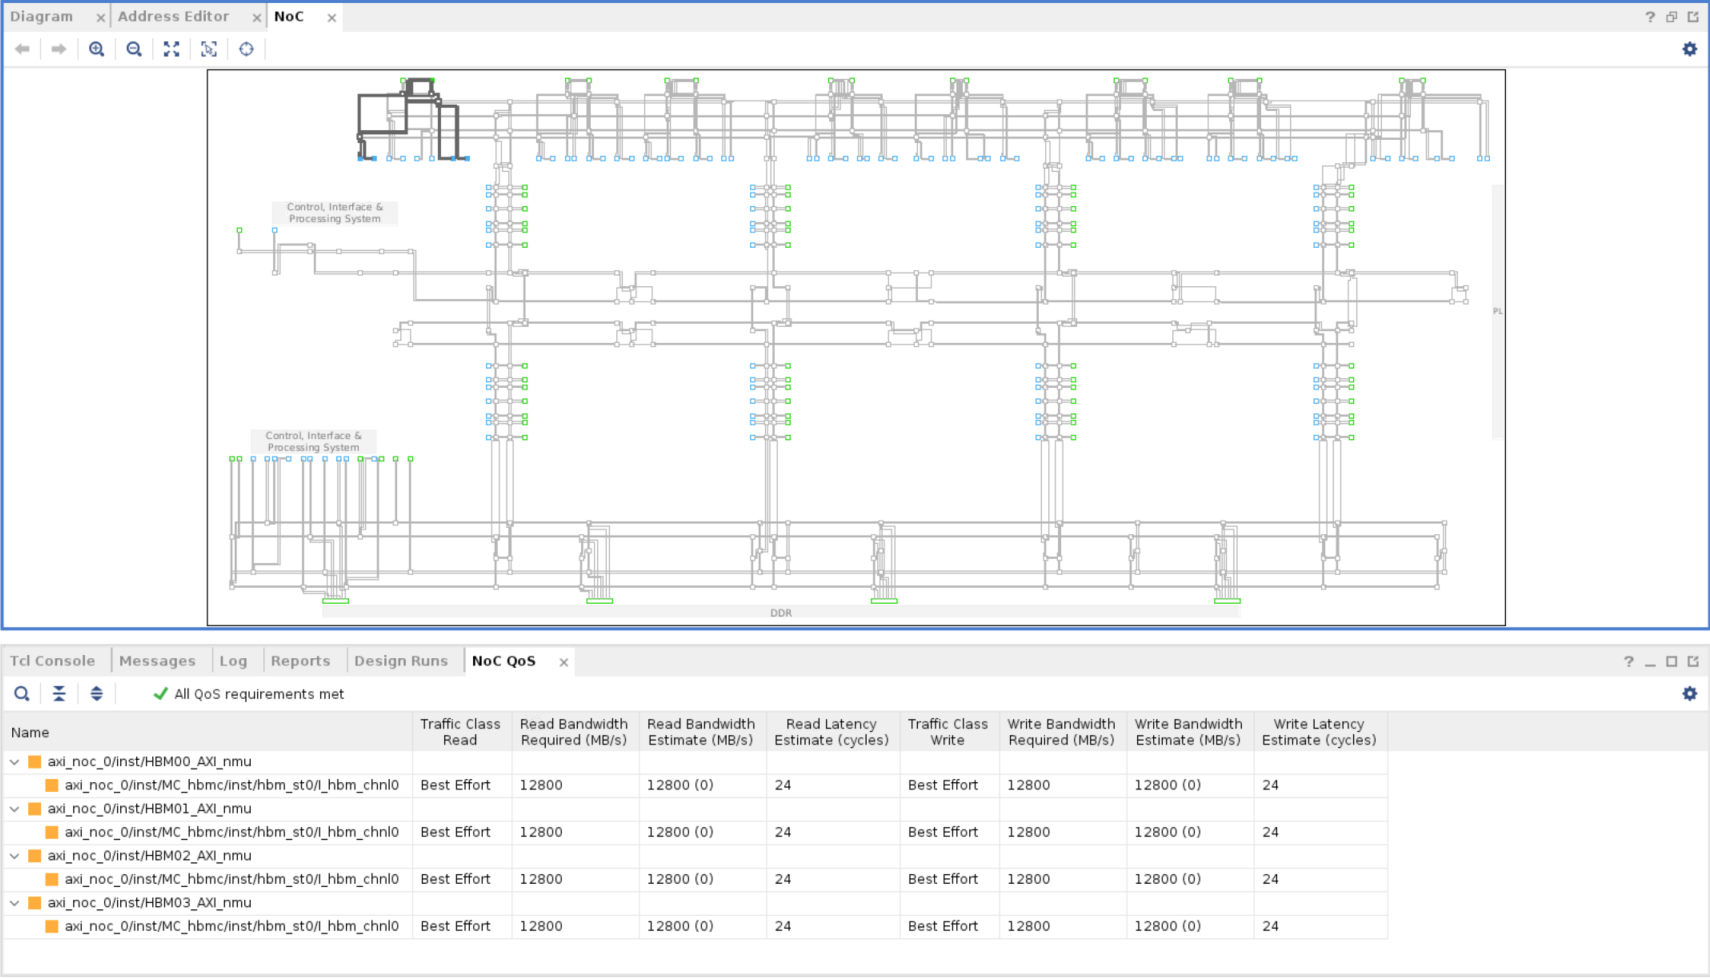 Diagram Address Editor NoC
Control, Interface &
Processing System
PL
Control, Interface &
Processing System
DDR
Tcl Console Messages Log Reports Design Runs NoC QoS
All QoS requirements met
Name Traffic Class Read Read Bandwidth Required (MB/s) Read Bandwidth Estimate (MB/s) Read Latency Estimate (cycles) Traffic Class Write Write Bandwidth Required (MB/s) Write Bandwidth Estimate (MB/s) Write Latency Estimate (cycles)
axi_noc_0/inst/HBM00_AXI_nmu
axi_noc_0/inst/MC_hbmc/inst/hbm_st0/I_hbm_chnl0 Best Effort 12800 12800 (0) 24 Best Effort 12800 12800 (0) 24
axi_noc_0/inst/HBM01_AXI_nmu
axi_noc_0/inst/MC_hbmc/inst/hbm_st0/I_hbm_chnl0 Best Effort 12800 12800 (0) 24 Best Effort 12800 12800 (0) 24
axi_noc_0/inst/HBM02_AXI_nmu
axi_noc_0/inst/MC_hbmc/inst/hbm_st0/I_hbm_chnl0 Best Effort 12800 12800 (0) 24 Best Effort 12800 12800 (0) 24
axi_noc_0/inst/HBM03_AXI_nmu
axi_noc_0/inst/MC_hbmc/inst/hbm_st0/I_hbm_chnl0 Best Effort 12800 12800 (0) 24 Best Effort 12800 12800 (0) 24